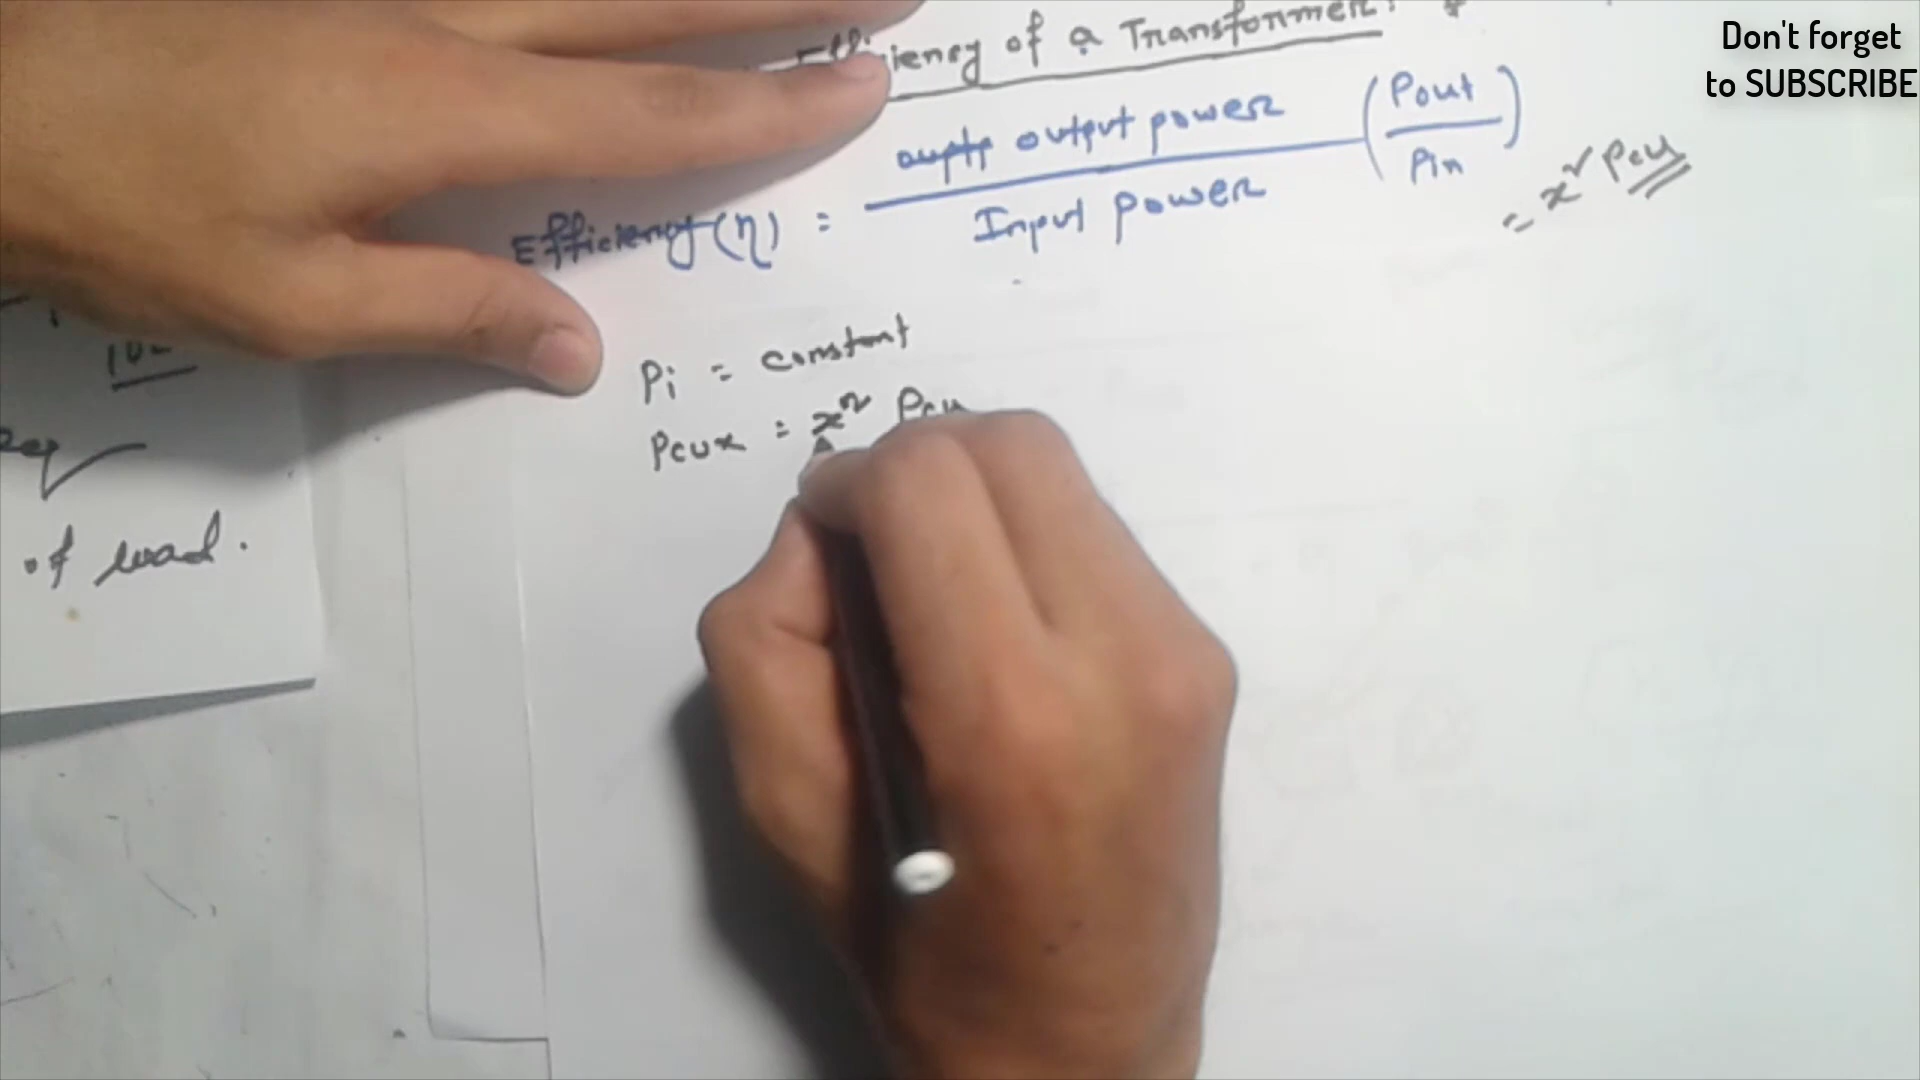 Efficiency of a Transformer:
Efficiency (η) = output power / Input power (Pout / Pin)
= x² Pcu
Pi = constant
Pcux = x² Pcu
of load.
Don't forget
to SUBSCRIBE